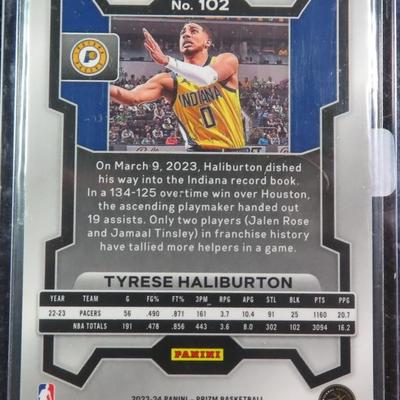 No. 102
INDIANA
0
On March 9, 2023, Haliburton dished
his way into the Indiana record book.
In a 134-125 overtime win over Houston,
the ascending playmaker handed out
19 assists. Only two players (Jalen Rose
and Jamaal Tinsley) in franchise history
have tallied more helpers in a game.
TYRESE HALIBURTON
YEAR TEAM G FG% FT% 3PM RPG APG STL BLK PTS PPG
22-23 PACERS 56 .490 .871 161 3.7 10.4 91 25 1160 20.7
NBA TOTALS 191 .478 .856 443 3.6 8.0 302 102 3094 16.2
PANINI
2023-24 PANINI - PRIZM BASKETBALL